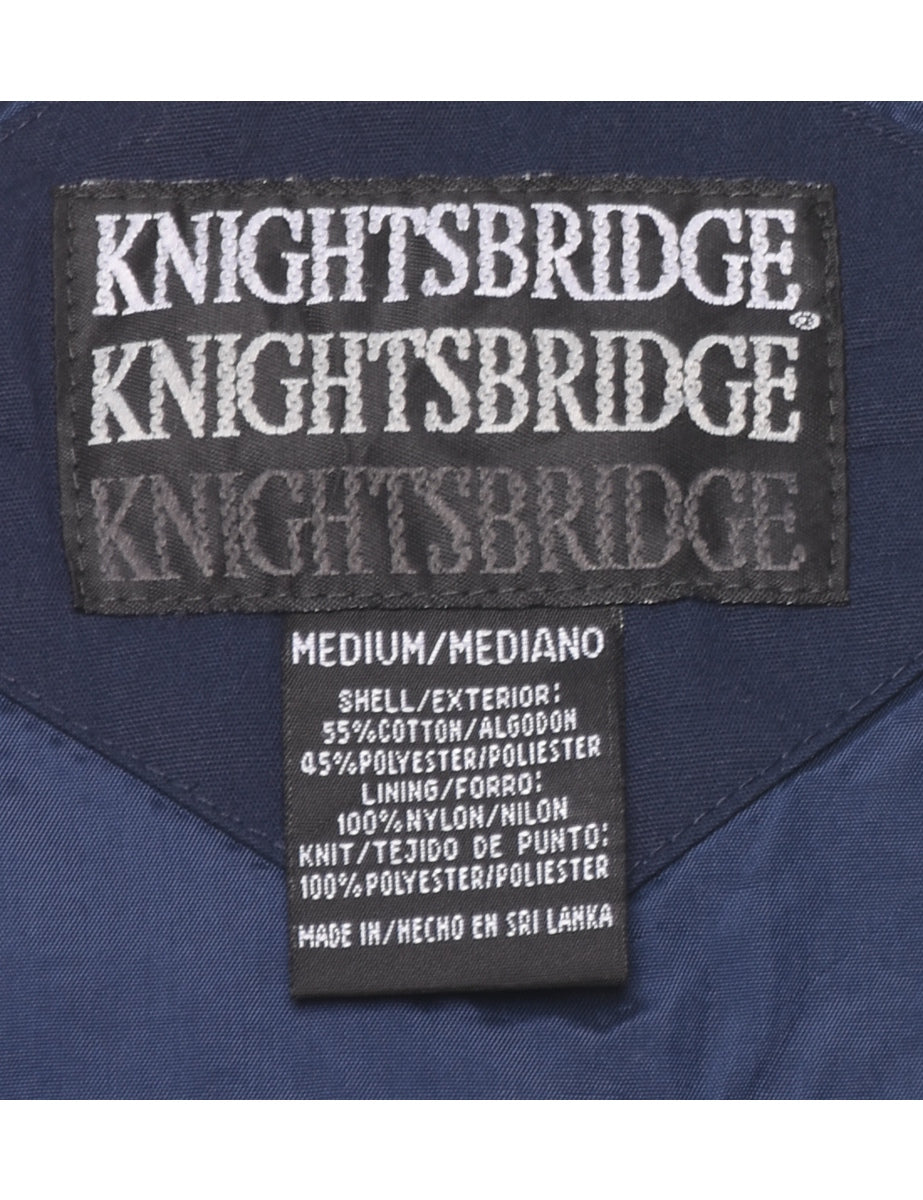 KNIGHTSBRIDGE®
KNIGHTSBRIDGE
KNIGHTSBRIDGE
MEDIUM/MEDIANO
SHELL/EXTERIOR:
55%COTTON/ALGODON
45%POLYESTER/POLIESTER
LINING/FORRO:
100%NYLON/NILON
KNIT/TEJIDO DE PUNTO:
100%POLYESTER/POLIESTER
MADE IN/HECHO EN SRI LANKA